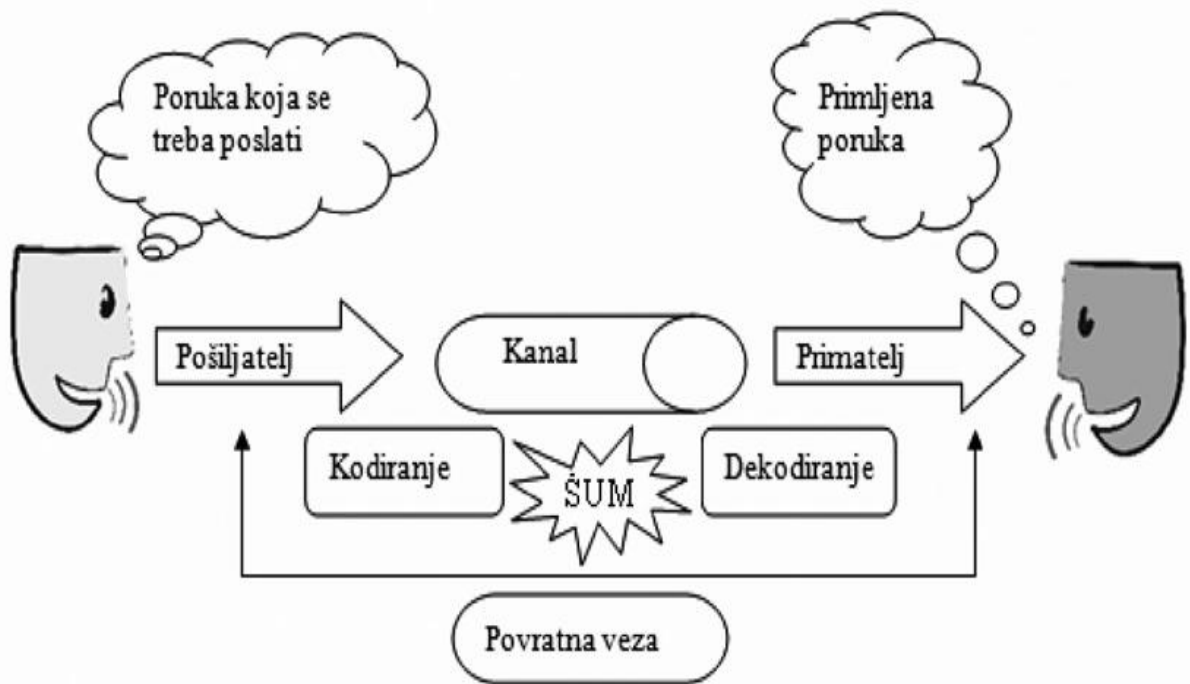 Poruka koja se
treba poslati
Primljena
poruka
Pošiljatelj
Kanal
Primatelj
Kodiranje
ŠUM
Dekodiranje
Povratna veza